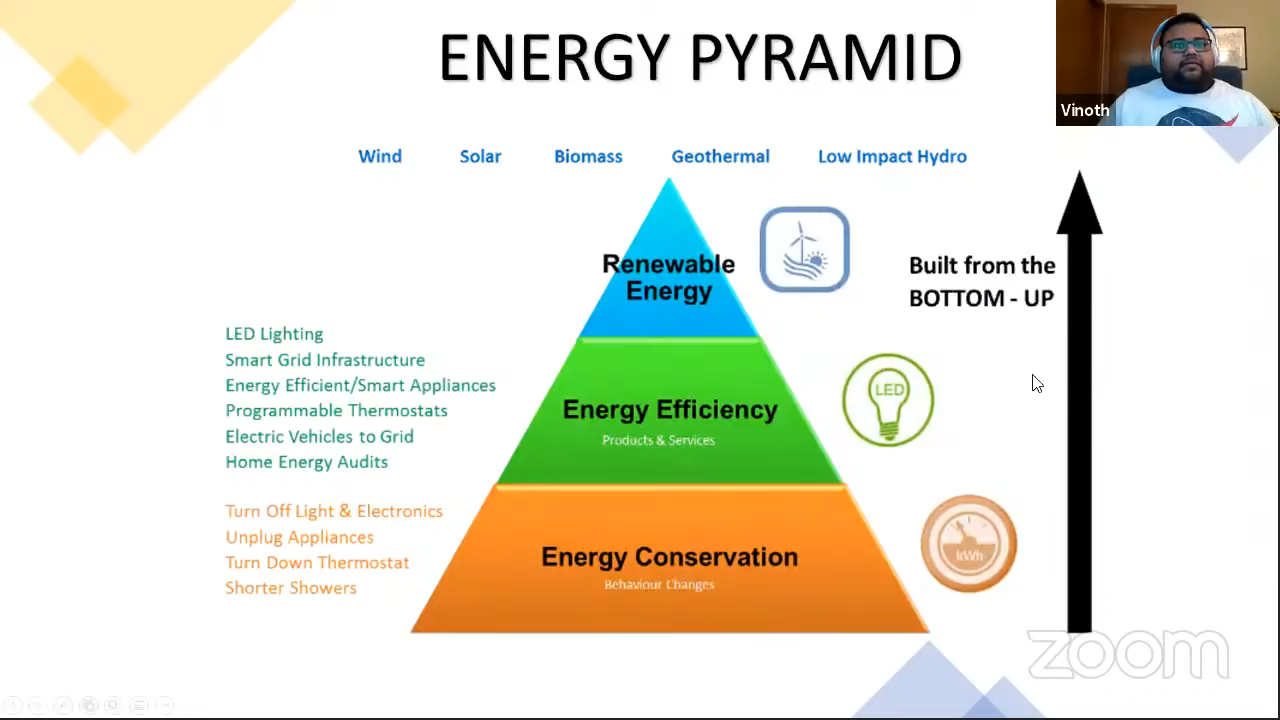 ENERGY PYRAMID
Vinoth
Wind Solar Biomass Geothermal Low Impact Hydro
Renewable
Energy
Built from the
BOTTOM - UP
LED Lighting
Smart Grid Infrastructure
Energy Efficient/Smart Appliances
Programmable Thermostats
Electric Vehicles to Grid
Home Energy Audits
Energy Efficiency
Products & Services
LED
Turn Off Light & Electronics
Unplug Appliances
Turn Down Thermostat
Shorter Showers
Energy Conservation
Behaviour Changes
kWh
zoom